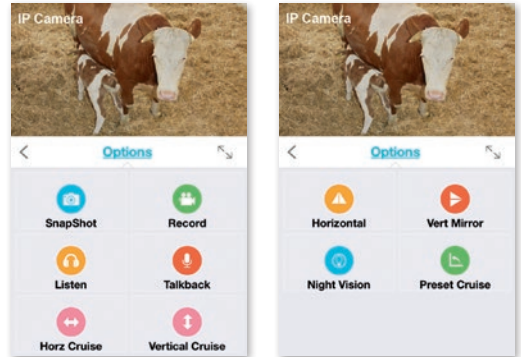 IP Camera
Options
SnapShot Record
Listen Talkback
Horz Cruise Vertical Cruise
IP Camera
Options
Horizontal Vert Mirror
Night Vision Preset Cruise